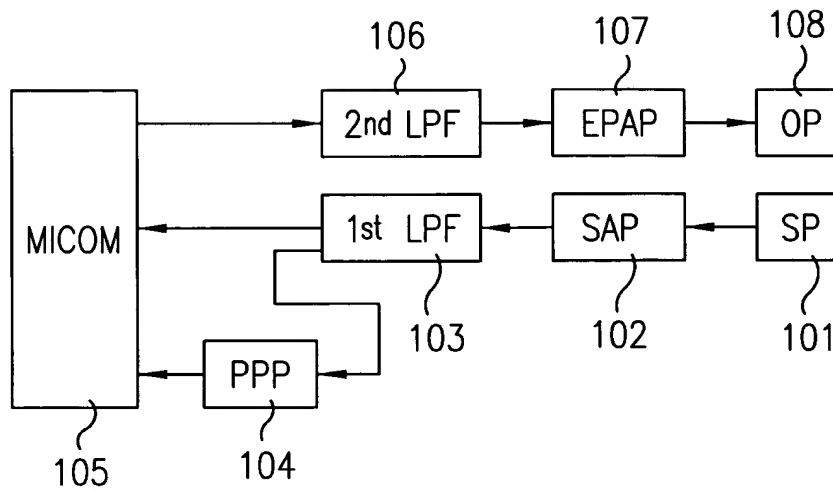 106
107
108
2nd LPF
EPAP
OP
MICOM
1st LPF
SAP
SP
103
102
101
PPP
105
104